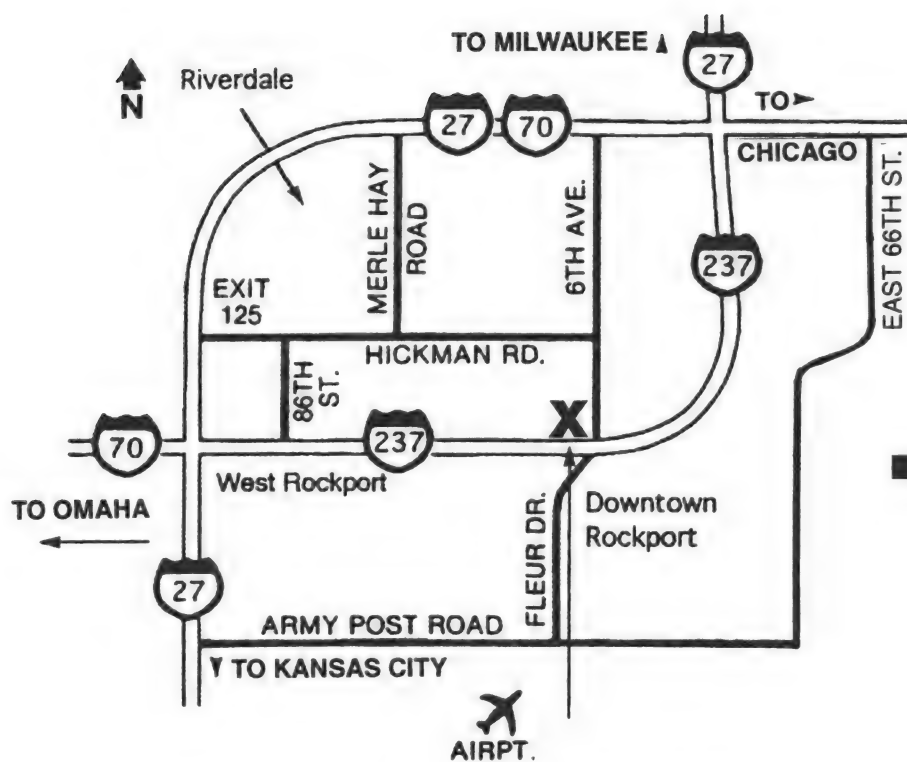 TO MILWAUKEE
27
N
Riverdale
TO
27
70
CHICAGO
MERLE HAY
ROAD
6TH AVE.
EAST 66TH ST.
237
EXIT
125
HICKMAN RD.
86TH
ST.
X
70
237
West Rockport
TO OMAHA
FLEUR DR.
Downtown
Rockport
27
ARMY POST ROAD
TO KANSAS CITY
AIRPT.